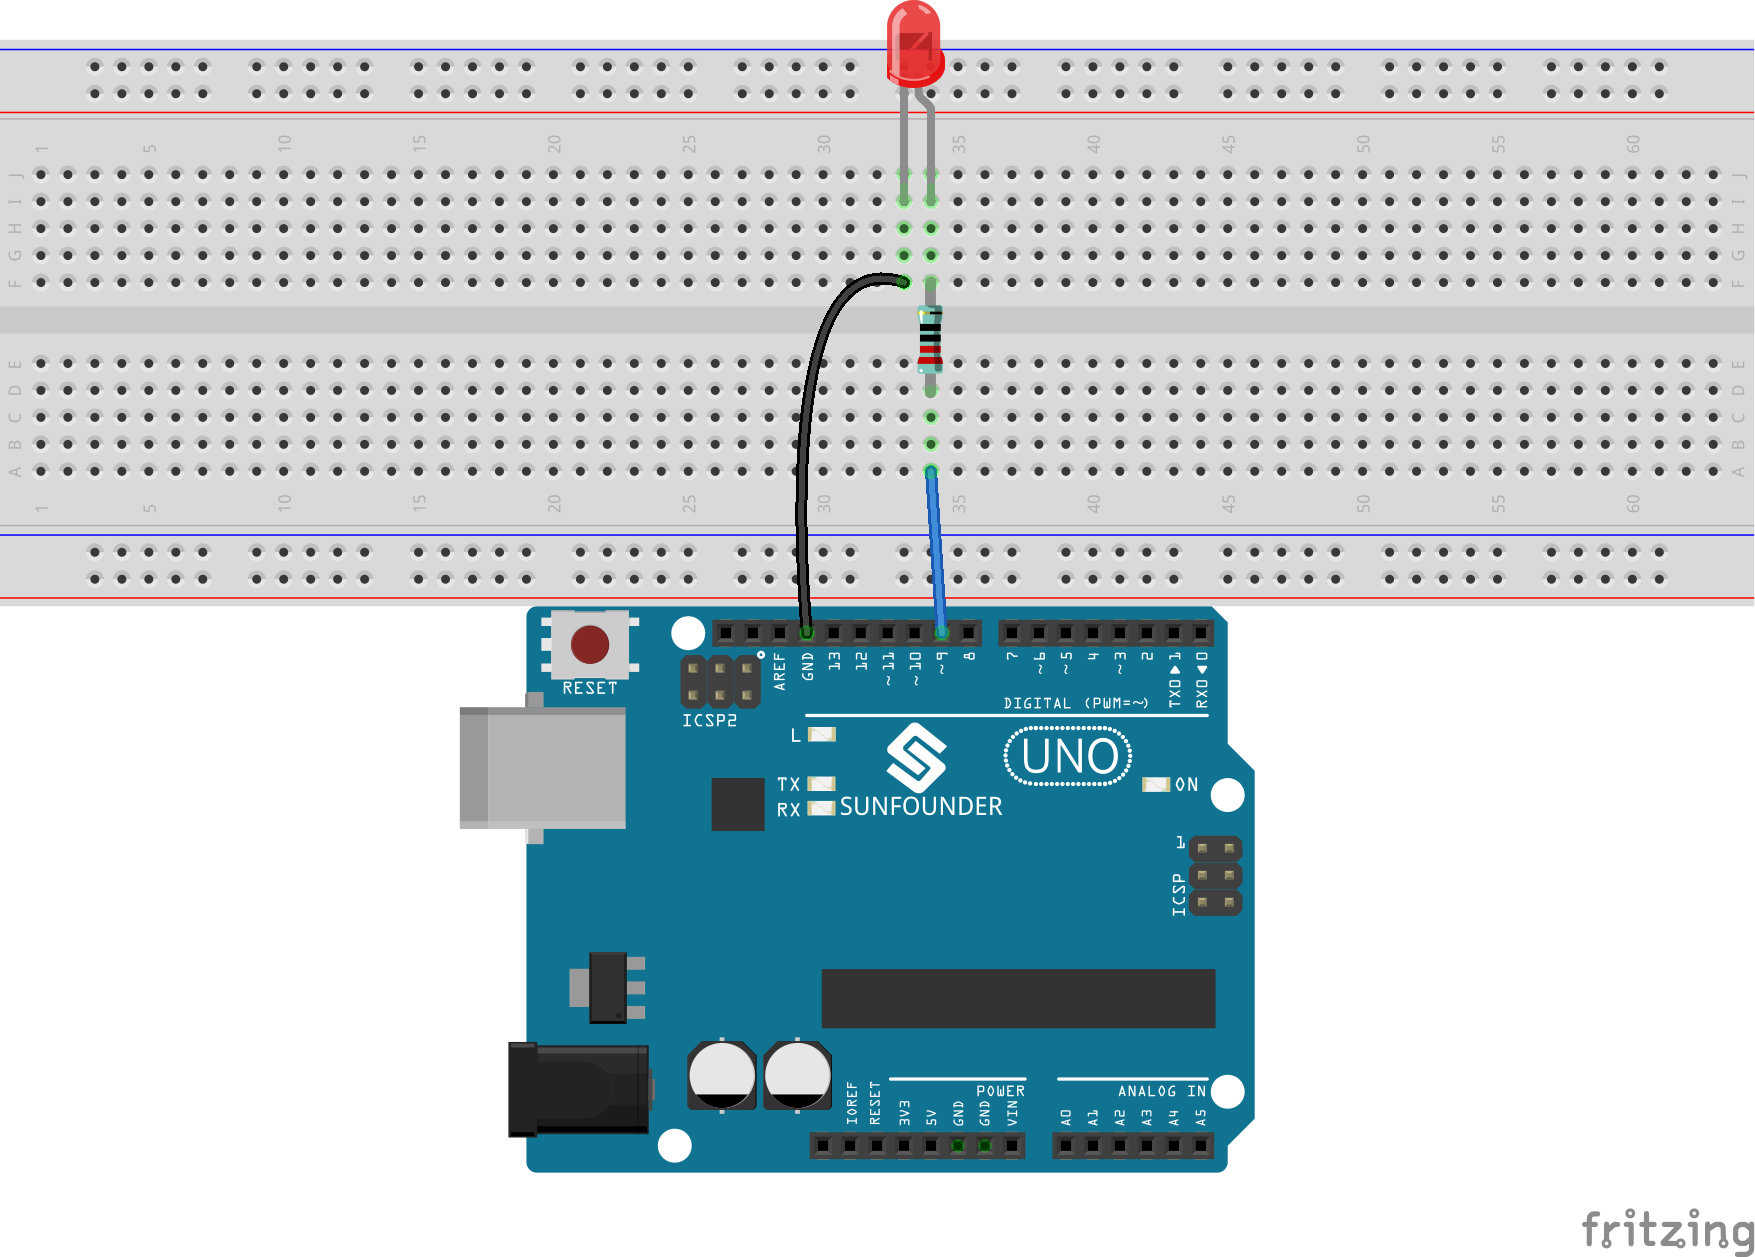 1 5 10 15 20 25 30 35 40 45 50 55 60
J J
I I
H H
G G
F F
E E
D D
C C
B B
A A
1 5 10 15 20 25 30 35 40 45 50 55 60
RESET
AREF GND 13 12 ~11 ~10 ~9 8 7 ~6 ~5 4 ~3 2 TX0▶1 RX0◀0
ICSP2
DIGITAL (PWM=~)
L
TX
RX
SUNFOUNDER
UNO
ON
1
ICSP
POWER
ANALOG IN
IOREF RESET 3V3 5V GND GND VIN A0 A1 A2 A3 A4 A5
fritzing